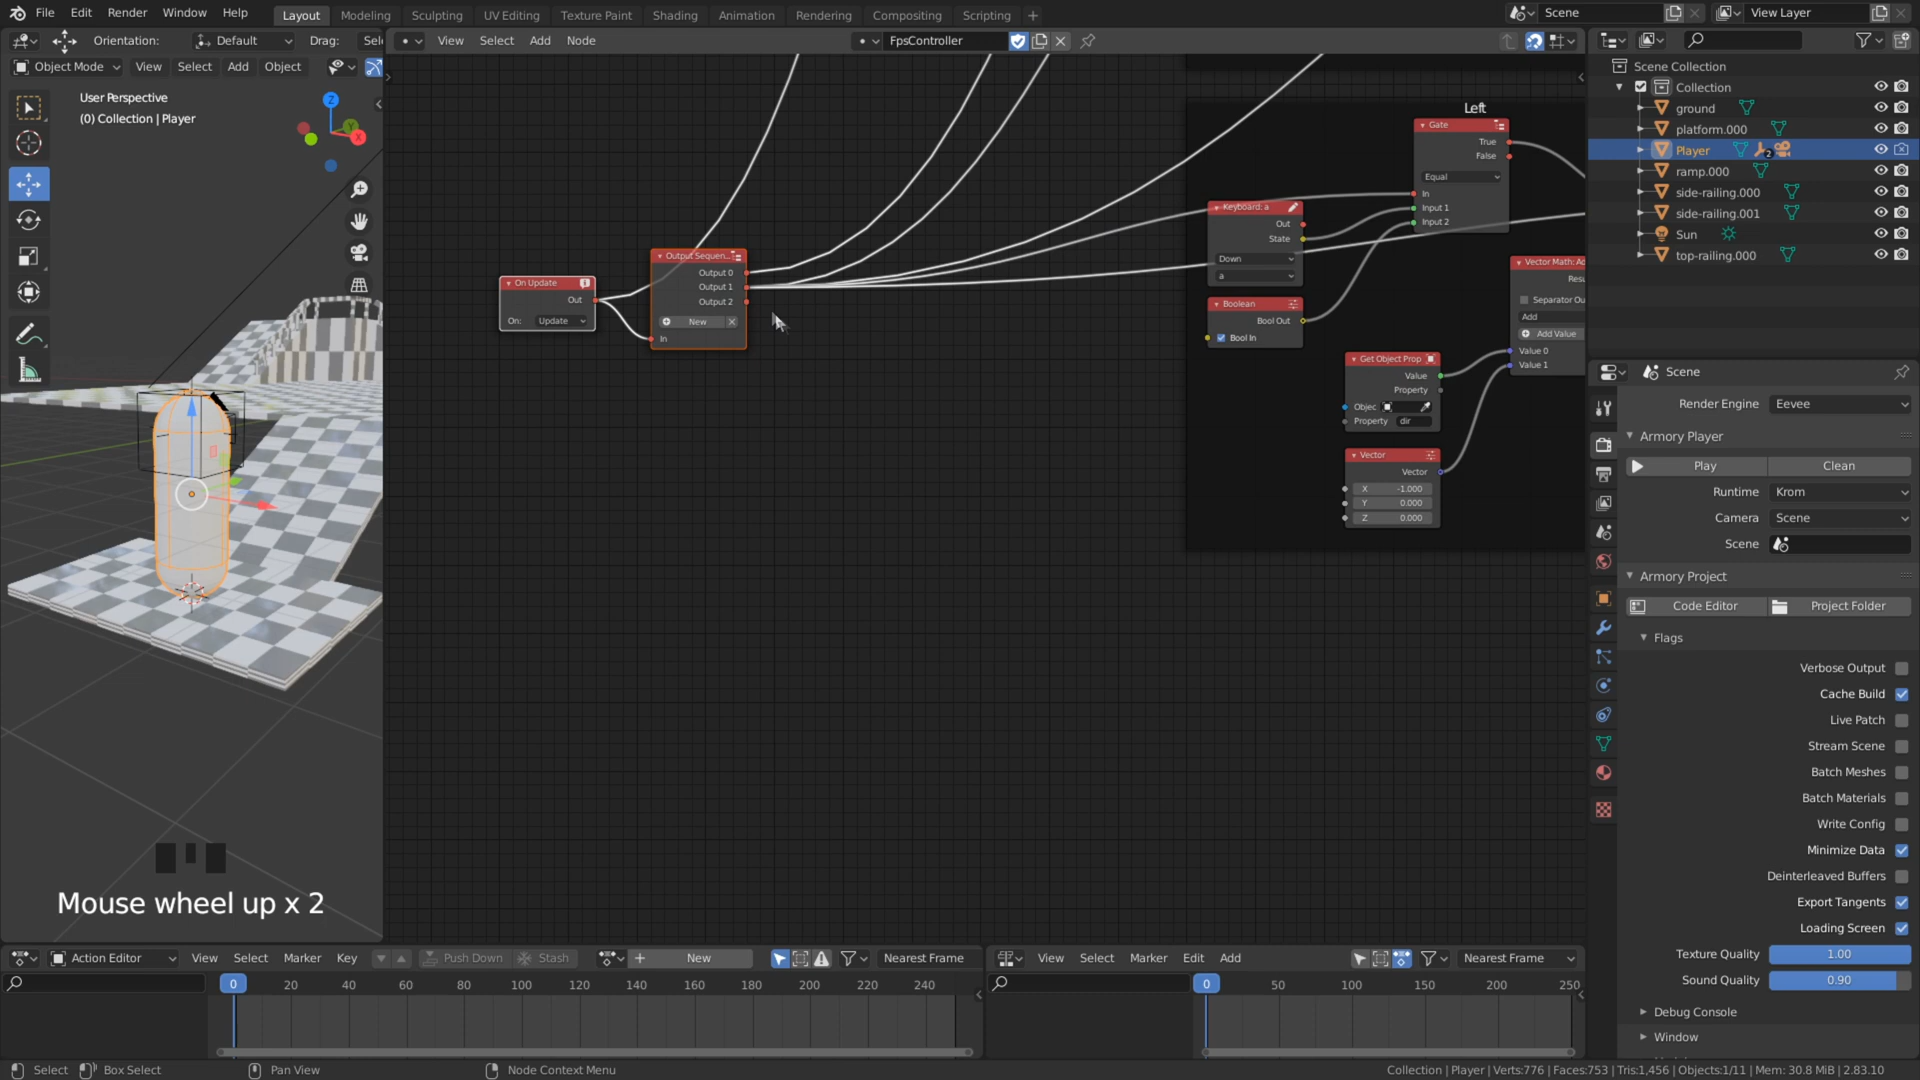 File Edit Render Window Help Layout Modeling Sculpting UV Editing Texture Paint Shading Animation Rendering Compositing Scripting Scene View Layer
Orientation: Default Drag: View Select Add Node FpsController
Object Mode View Select Add Object
User Perspective
(0) Collection | Player
Z
Y
X
Mouse wheel up x 2
On Update
Out
On: Update
Output Sequen...
Output 0
Output 1
Output 2
New
In
Left
Gate
True
False
Equal
In
Input 1
Input 2
Keyboard: a
Out
State
Down
a
Boolean
Bool Out
Bool In
Get Object Prop
Value
Property
Objec
Property dir
Vector
Vector
X -1.000
Y 0.000
Z 0.000
Vector Math: Ad
Separator Ou
Add
Add Value
Value 0
Value 1
Scene Collection
Collection
ground
platform.000
Player 2
ramp.000
side-railing.000
side-railing.001
Sun
top-railing.000
Scene
Render Engine Eevee
Armory Player
Play Clean
Runtime Krom
Camera Scene
Scene
Armory Project
Code Editor Project Folder
Flags
Verbose Output
Cache Build
Live Patch
Stream Scene
Batch Meshes
Batch Materials
Write Config
Minimize Data
Deinterleaved Buffers
Export Tangents
Loading Screen
Texture Quality 1.00
Sound Quality 0.90
Debug Console
Window
Action Editor View Select Marker Key Push Down Stash New Nearest Frame
0 20 40 60 80 100 120 140 160 180 200 220 240
View Select Marker Edit Add Nearest Frame
0 50 100 150 200 250
Select Box Select Pan View Node Context Menu Collection | Player | Verts:776 | Faces:753 | Tris:1,456 | Objects:1/11 | Mem: 30.8 MiB | 2.83.10